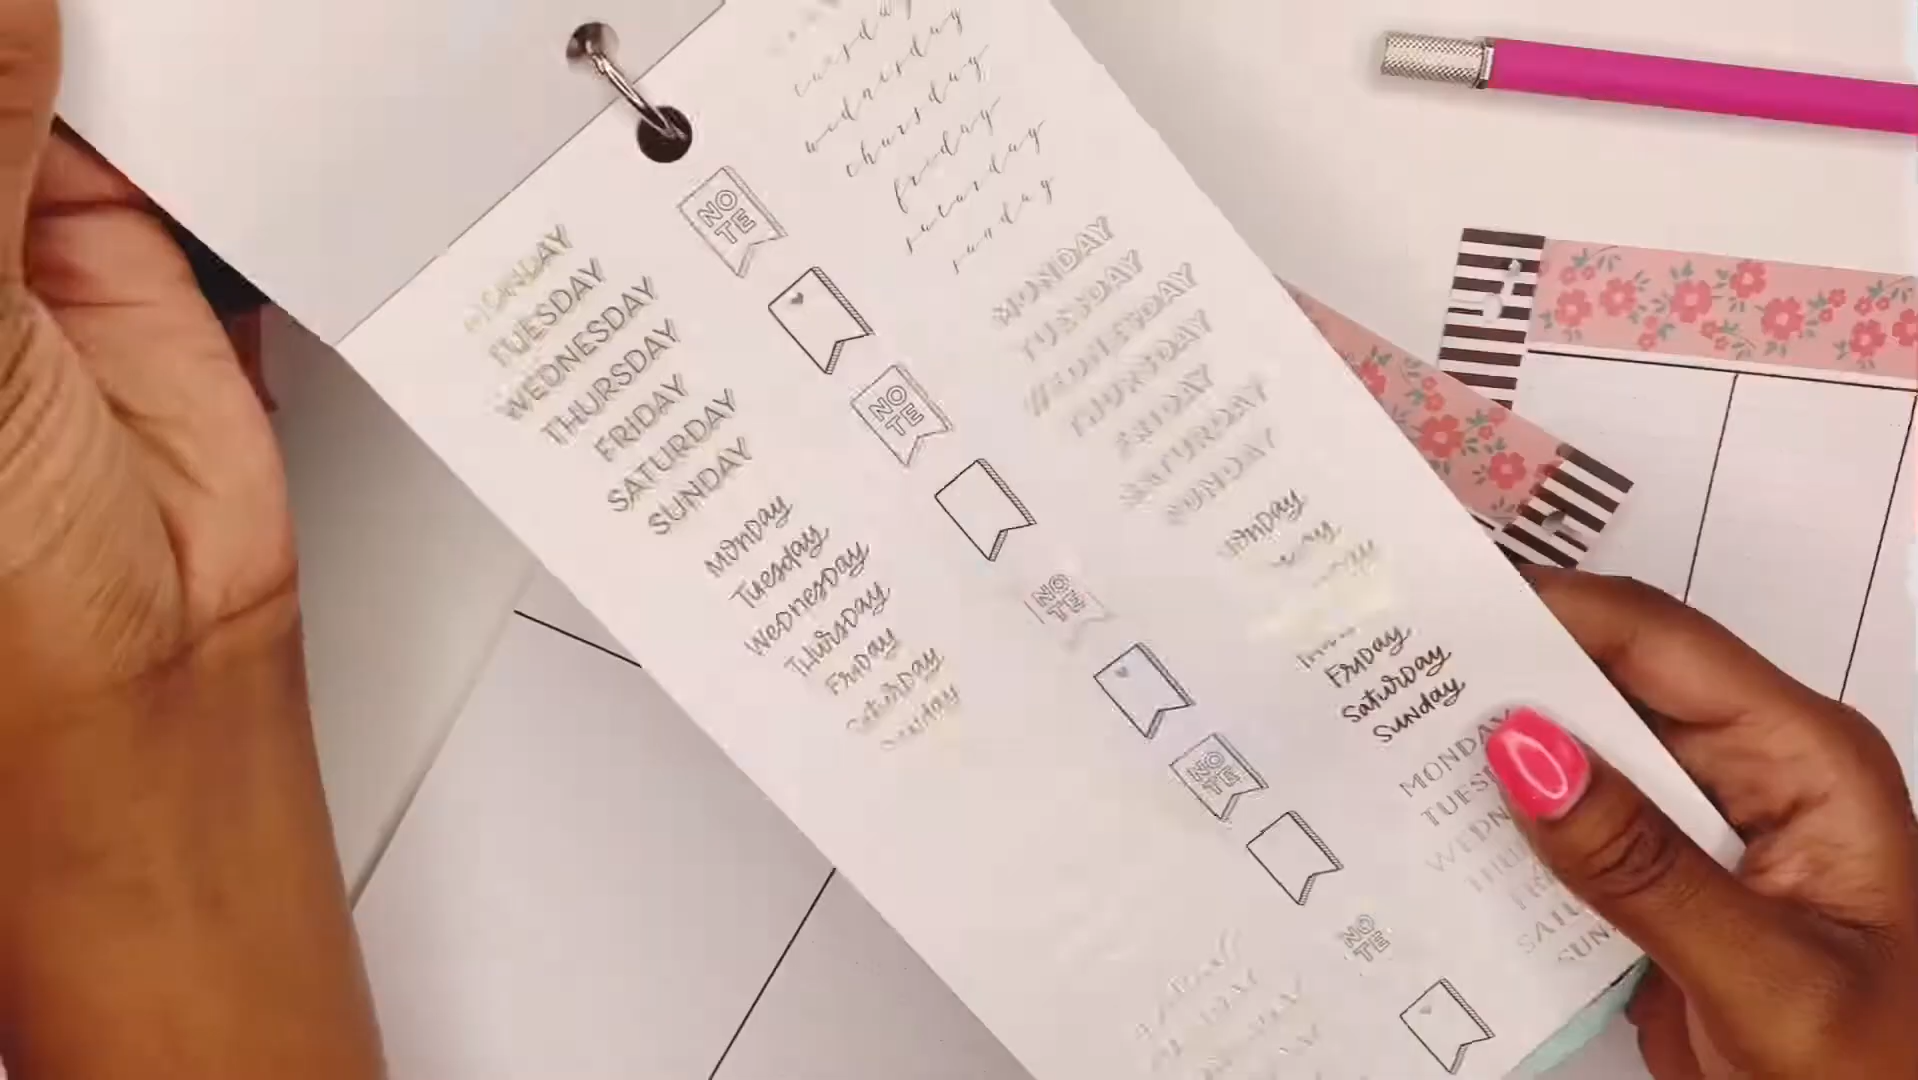 MONDAY
TUESDAY
WEDNESDAY
THURSDAY
FRIDAY
SATURDAY
SUNDAY
Monday
Tuesday
Wednesday
Thursday
Friday
Saturday
Sunday
NO
TE
NO
TE
NO
TE
NO
TE
NO
TE
tuesday
wednesday
thursday
friday
saturday
sunday
MONDAY
TUESDAY
WEDNESDAY
THURSDAY
FRIDAY
SATURDAY
SUNDAY
Monday
Friday
Saturday
Sunday
MONDAY